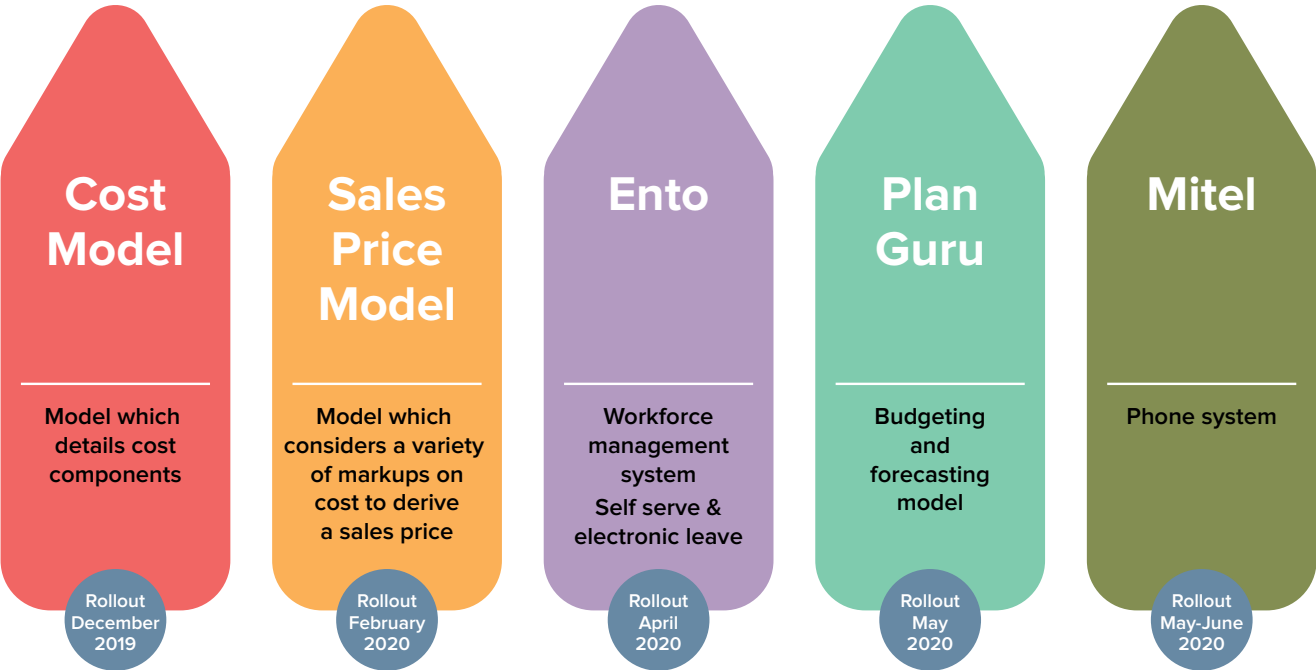 Cost
Model
Model which
details cost
components
Rollout
December
2019
Sales
Price
Model
Model which
considers a variety
of markups on
cost to derive
a sales price
Rollout
February
2020
Ento
Workforce
management
system
Self serve &
electronic leave
Rollout
April
2020
Plan
Guru
Budgeting
and
forecasting
model
Rollout
May
2020
Mitel
Phone system
Rollout
May-June
2020